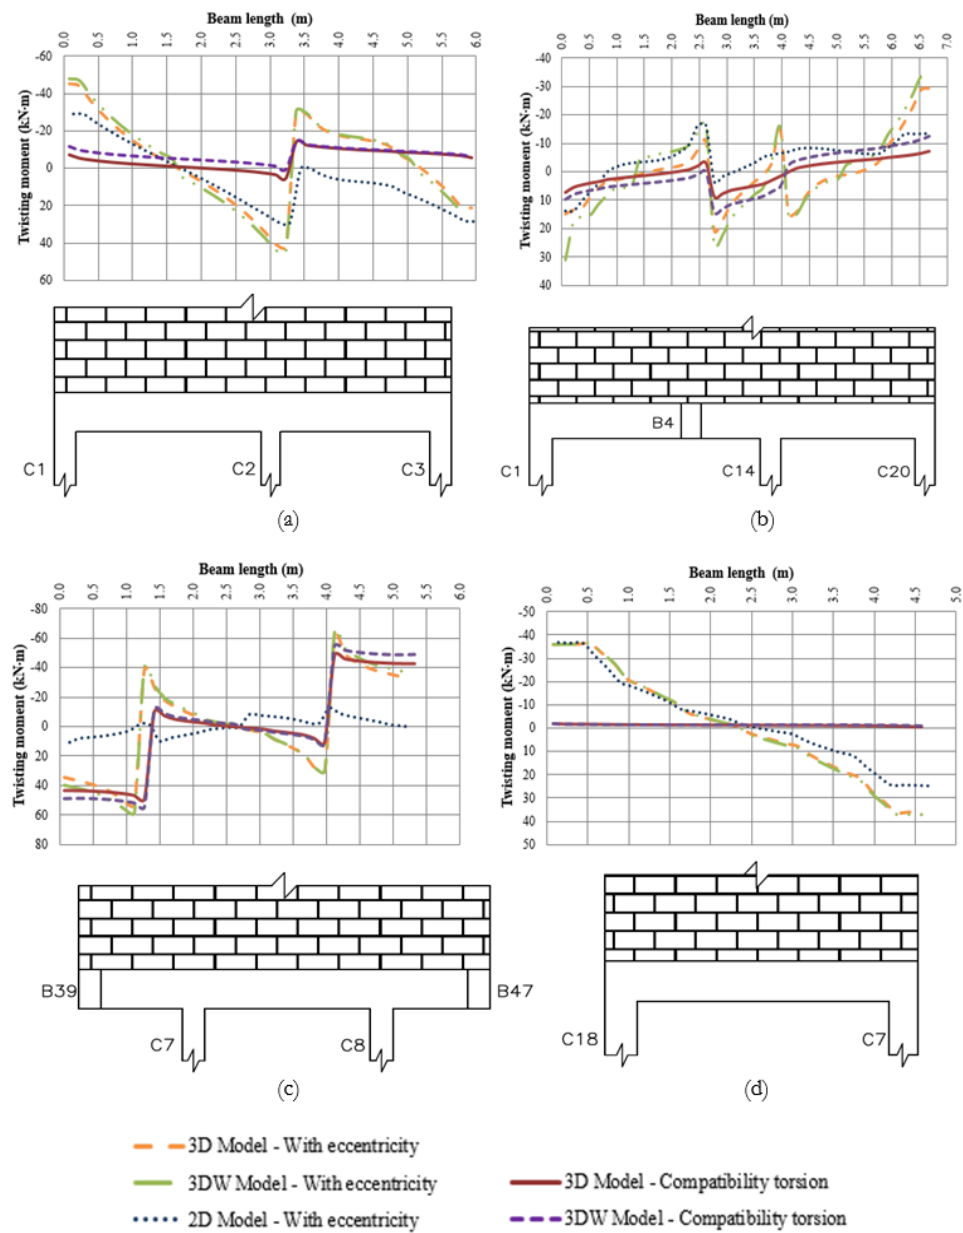 Beam length (m)
0.0 0.5 1.0 1.5 2.0 2.5 3.0 3.5 4.0 4.5 5.0 5.5 6.0
Twisting moment (kN·m)
-60
-40
-20
0
20
40
60
C1 C2 C3
(a)
Beam length (m)
0.0 0.5 1.0 1.5 2.0 2.5 3.0 3.5 4.0 4.5 5.0 5.5 6.0 6.5 7.0
Twisting moment (kN·m)
-40
-30
-20
-10
0
10
20
30
40
B4
C1 C14 C20
(b)
Beam length (m)
0.0 0.5 1.0 1.5 2.0 2.5 3.0 3.5 4.0 4.5 5.0 5.5 6.0
Twisting moment (kN·m)
-80
-60
-40
-20
0
20
40
60
80
B39 B47
C7 C8
(c)
Beam length (m)
0.0 0.5 1.0 1.5 2.0 2.5 3.0 3.5 4.0 4.5 5.0
Twisting moment (kN·m)
-50
-40
-30
-20
-10
0
10
20
30
40
50
C18 C7
(d)
3D Model - With eccentricity
3DW Model - With eccentricity
2D Model - With eccentricity
3D Model - Compatibility torsion
3DW Model - Compatibility torsion